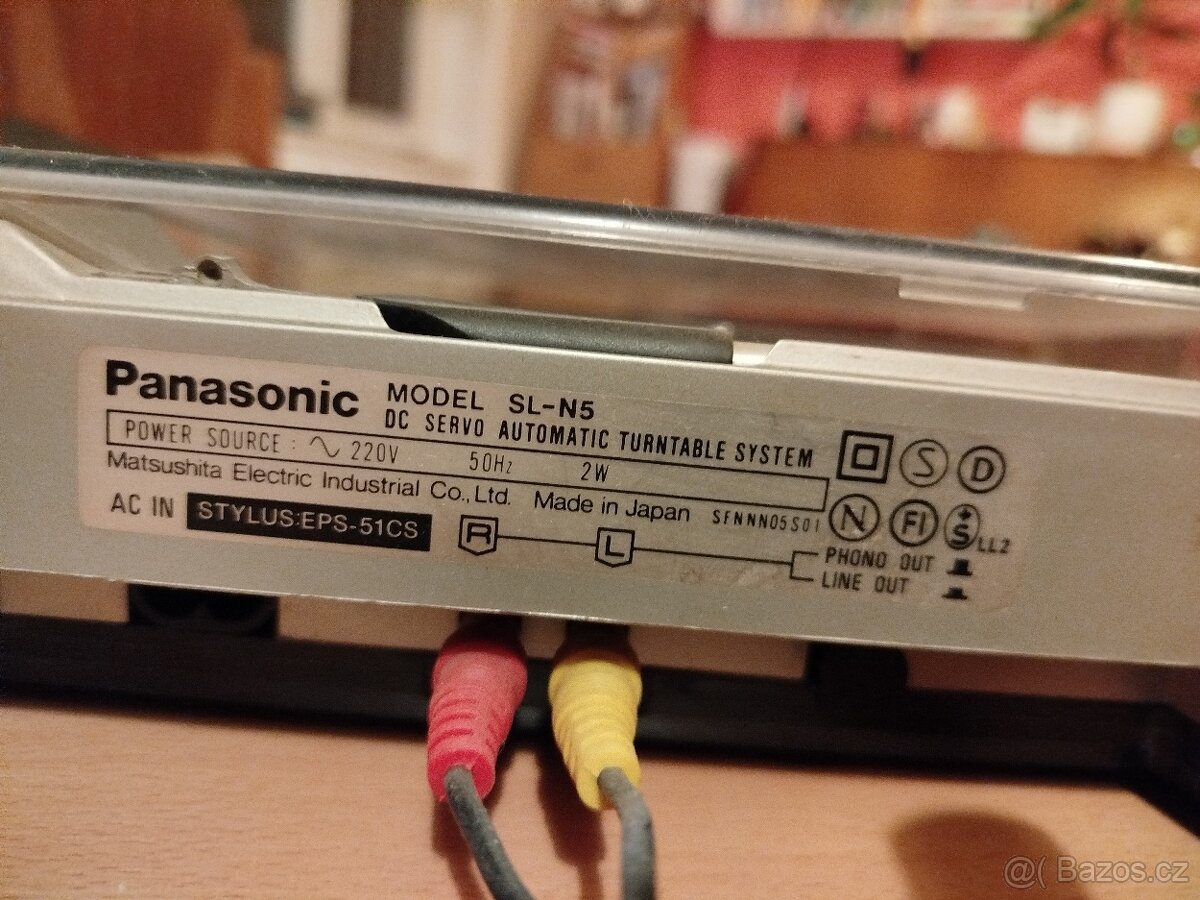 Panasonic MODEL SL-N5
DC SERVO AUTOMATIC TURNTABLE SYSTEM
POWER SOURCE : ∿ 220V 50Hz 2W
Matsushita Electric Industrial Co., Ltd. Made in Japan SFNNN05S01
AC IN STYLUS:EPS-51CS R L PHONO OUT
LINE OUT
S D
N FI S LL2
@( Bazos.cz